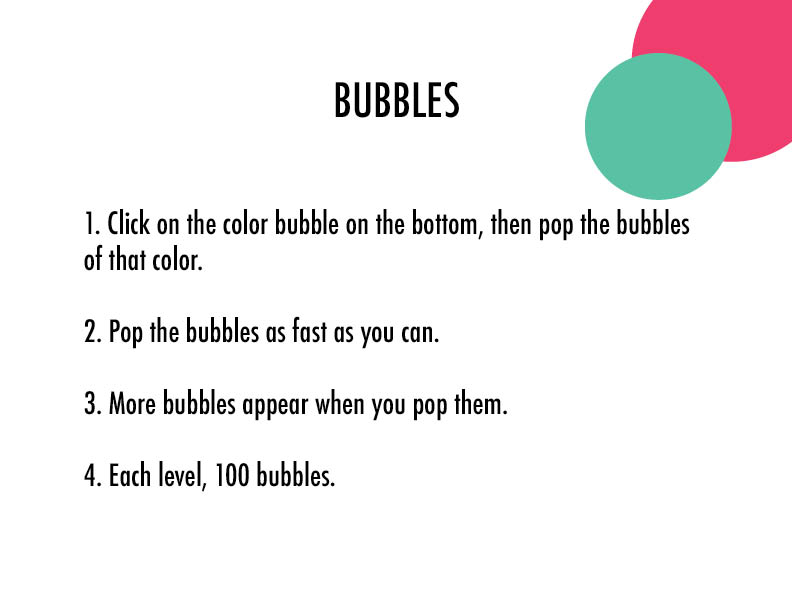 BUBBLES
1. Click on the color bubble on the bottom, then pop the bubbles
of that color.
2. Pop the bubbles as fast as you can.
3. More bubbles appear when you pop them.
4. Each level, 100 bubbles.